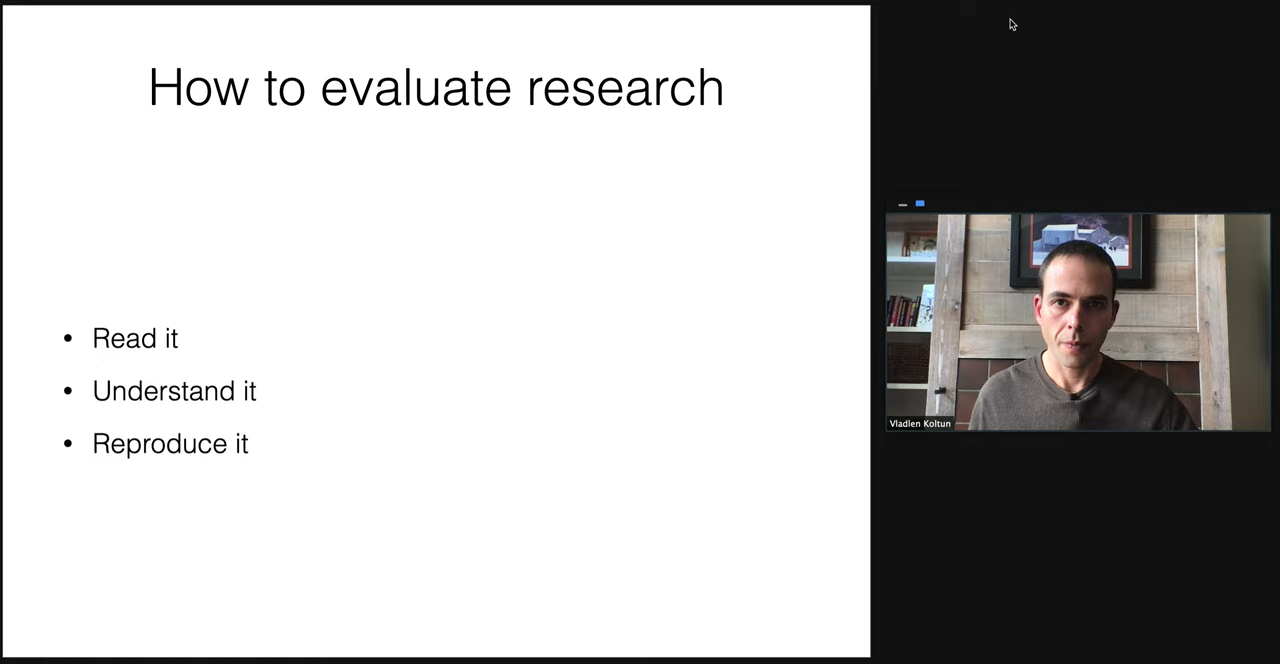 How to evaluate research
• Read it
• Understand it
• Reproduce it
Vladlen Koltun